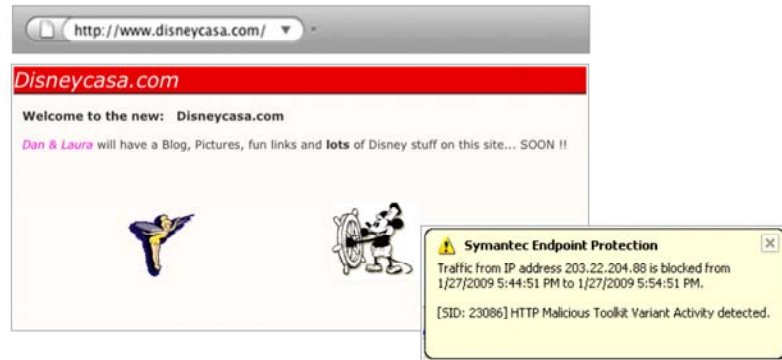 http://www.disneycasa.com/
Disneycasa.com
Welcome to the new: Disneycasa.com
Dan & Laura will have a Blog, Pictures, fun links and lots of Disney stuff on this site... SOON !!
Symantec Endpoint Protection
Traffic from IP address 203.22.204.88 is blocked from
1/27/2009 5:44:51 PM to 1/27/2009 5:54:51 PM.
[SID: 23086] HTTP Malicious Toolkit Variant Activity detected.